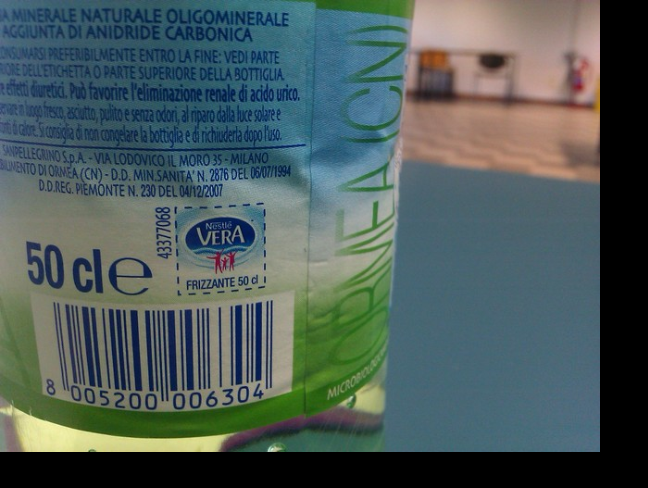 MINERALE NATURALE OLIGOMINERALE
AGGIUNTA DI ANIDRIDE CARBONICA
CONSUMARSI PREFERIBILMENTE ENTRO LA FINE: VEDI PARTE
DELL'ETICHETTA O PARTE SUPERIORE DELLA BOTTIGLIA.
effetti diuretici. Può favorire l'eliminazione renale di acido urico.
in luogo fresco, asciutto, pulito e senza odori, al riparo dalla luce solare e
di calore. Si consiglia di non congelare la bottiglia e di richiuderla dopo l'uso.
SANPELLEGRINO S.p.A. - VIA LODOVICO IL MORO 35 - MILANO
DI ORMEA (CN) - D.D. MIN.SANITA' N. 2876 DEL 06/07/1994
D.D.REG. PIEMONTE N. 230 DEL 04/12/2007
50 cl e
43377068
Nestlé
VERA
FRIZZANTE 50 cl
8 005200 006304
ORMEA (CN)